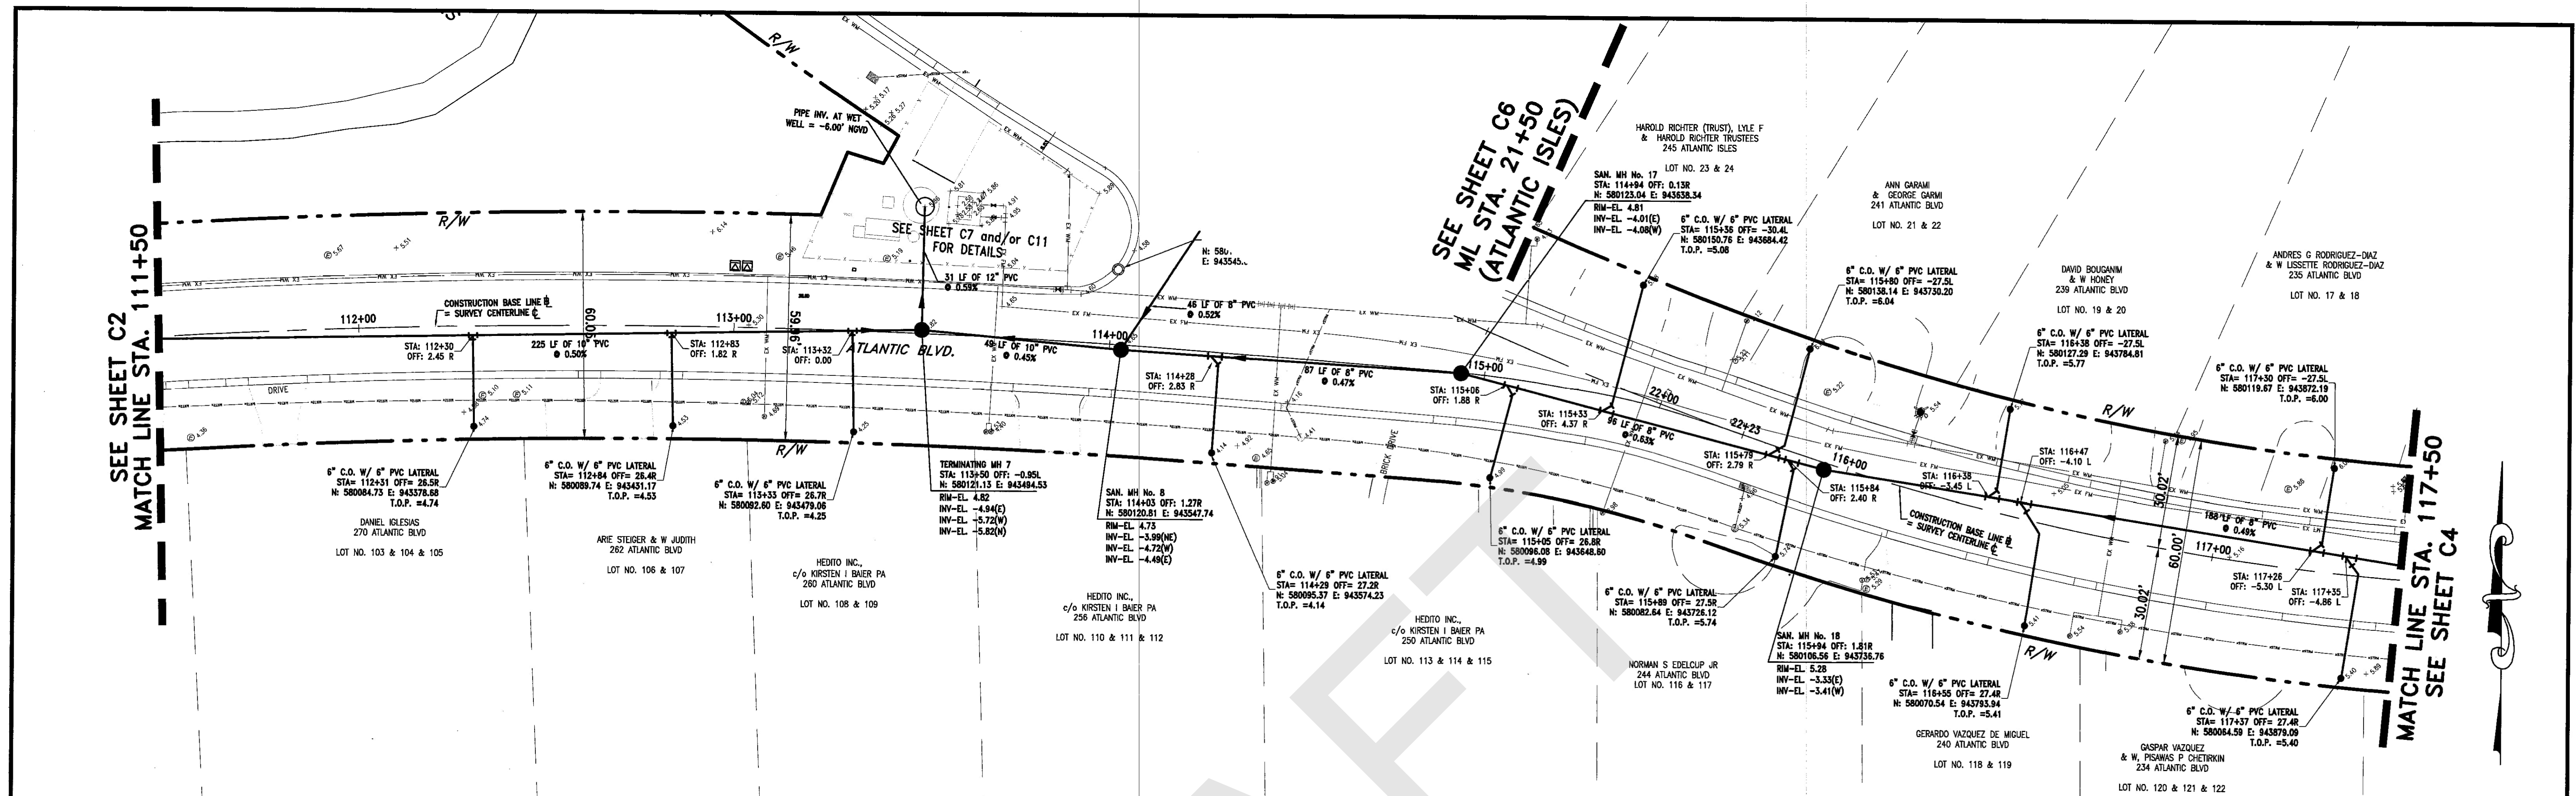 SEE SHEET C2
MATCH LINE STA. 111+50
R/W
R/W
PIPE INV. AT WET
WELL = -6.00' NGVD
SEE SHEET C7 and/or C11
FOR DETAILS
31 LF OF 12" PVC
@ 0.59%
N: 580
E: 943545
46 LF OF 8" PVC
@ 0.52%
CONSTRUCTION BASE LINE
= SURVEY CENTERLINE
112+00
113+00
114+00
115+00
116+00
117+00
22+00
22+23
60.05'
ATLANTIC BLVD.
DRIVE
BRICK DRIVE
225 LF OF 10" PVC
@ 0.50%
49 LF OF 10" PVC
@ 0.45%
87 LF OF 8" PVC
@ 0.47%
96 LF OF 8" PVC
@ 0.63%
188 LF OF 8" PVC
@ 0.49%
STA: 112+30
OFF: 2.45 R
STA: 112+83
OFF: 1.82 R
STA: 113+32
OFF: 0.00
STA: 114+28
OFF: 2.83 R
STA: 115+06
OFF: 1.88 R
STA: 115+33
OFF: 4.37 R
STA: 115+79
OFF: 2.79 R
STA: 115+84
OFF: 2.40 R
STA: 116+38
OFF: -3.45 L
STA: 116+47
OFF: -4.10 L
STA: 117+26
OFF: -5.30 L
STA: 117+35
OFF: -4.86 L
6" C.O. W/ 6" PVC LATERAL
STA= 112+31 OFF= 26.5R
N: 580084.73 E: 943378.68
T.O.P. =4.74
DANIEL IGLESIAS
270 ATLANTIC BLVD
LOT NO. 103 & 104 & 105
6" C.O. W/ 6" PVC LATERAL
STA= 112+84 OFF= 26.4R
N: 580089.74 E: 943431.17
T.O.P. =4.53
ARIE STEIGER & W JUDITH
262 ATLANTIC BLVD
LOT NO. 106 & 107
R/W
6" C.O. W/ 6" PVC LATERAL
STA= 113+33 OFF= 26.7R
N: 580092.60 E: 943479.06
T.O.P. =4.25
HEDITO INC.,
c/o KIRSTEN I BAIER PA
260 ATLANTIC BLVD
LOT NO. 108 & 109
TERMINATING MH 7
STA: 113+50 OFF: -0.95L
N: 580121.13 E: 943494.53
RIM-EL. 4.82
INV-EL. -4.94(E)
INV-EL. -5.72(W)
INV-EL. -5.82(N)
SAN. MH No. 8
STA: 114+03 OFF: 1.27R
N: 580120.81 E: 943547.74
RIM-EL. 4.73
INV-EL. -3.99(NE)
INV-EL. -4.72(W)
INV-EL. -4.49(E)
HEDITO INC.,
c/o KIRSTEN I BAIER PA
256 ATLANTIC BLVD
LOT NO. 110 & 111 & 112
6" C.O. W/ 6" PVC LATERAL
STA= 114+29 OFF= 27.2R
N: 580095.37 E: 943574.23
T.O.P. =4.14
HEDITO INC.,
c/o KIRSTEN I BAIER PA
250 ATLANTIC BLVD
LOT NO. 113 & 114 & 115
6" C.O. W/ 6" PVC LATERAL
STA= 115+05 OFF= 26.8R
N: 580096.08 E: 943648.60
T.O.P. =4.99
6" C.O. W/ 6" PVC LATERAL
STA= 115+89 OFF= 27.5R
N: 580082.64 E: 943726.12
T.O.P. =5.74
NORMAN S EDELCUP JR
244 ATLANTIC BLVD
LOT NO. 116 & 117
SAN. MH No. 18
STA: 115+94 OFF: 1.81R
N: 580106.56 E: 943736.76
RIM-EL. 5.28
INV-EL. -3.33(E)
INV-EL. -3.41(W)
6" C.O. W/ 6" PVC LATERAL
STA= 116+55 OFF= 27.4R
N: 580070.54 E: 943793.94
T.O.P. =5.41
GERARDO VAZQUEZ DE MIGUEL
240 ATLANTIC BLVD
LOT NO. 118 & 119
6" C.O. W/ 6" PVC LATERAL
STA= 117+37 OFF= 27.4R
N: 580064.59 E: 943879.09
T.O.P. =5.40
GASPAR VAZQUEZ
& W, PISAWAS P CHETIRKIN
234 ATLANTIC BLVD
LOT NO. 120 & 121 & 122
SEE SHEET C6
ML STA. 21+50
(ATLANTIC ISLES)
HAROLD RICHTER (TRUST), LYLE F
& HAROLD RICHTER TRUSTEES
245 ATLANTIC ISLES
LOT NO. 23 & 24
SAN. MH No. 17
STA: 114+94 OFF: 0.13R
N: 580123.04 E: 943638.34
RIM-EL. 4.81
INV-EL. -4.01(E)
INV-EL. -4.08(W)
6" C.O. W/ 6" PVC LATERAL
STA= 115+36 OFF= -30.4L
N: 580150.76 E: 943684.42
T.O.P. =5.08
ANN GARAMI
& GEORGE GARMI
241 ATLANTIC BLVD
LOT NO. 21 & 22
6" C.O. W/ 6" PVC LATERAL
STA= 115+80 OFF= -27.5L
N: 580138.14 E: 943730.20
T.O.P. =6.04
DAVID BOUGANIM
& W HONEY
239 ATLANTIC BLVD
LOT NO. 19 & 20
6" C.O. W/ 6" PVC LATERAL
STA= 116+38 OFF= -27.5L
N: 580127.29 E: 943784.81
T.O.P. =5.77
ANDRES G RODRIGUEZ-DIAZ
& W LISSETTE RODRIGUEZ-DIAZ
235 ATLANTIC BLVD
LOT NO. 17 & 18
6" C.O. W/ 6" PVC LATERAL
STA= 117+30 OFF= -27.5L
N: 580119.67 E: 943872.19
T.O.P. =6.00
R/W
CONSTRUCTION BASE LINE
= SURVEY CENTERLINE
30.02'
60.00'
30.02'
R/W
MATCH LINE STA. 117+50
SEE SHEET C4